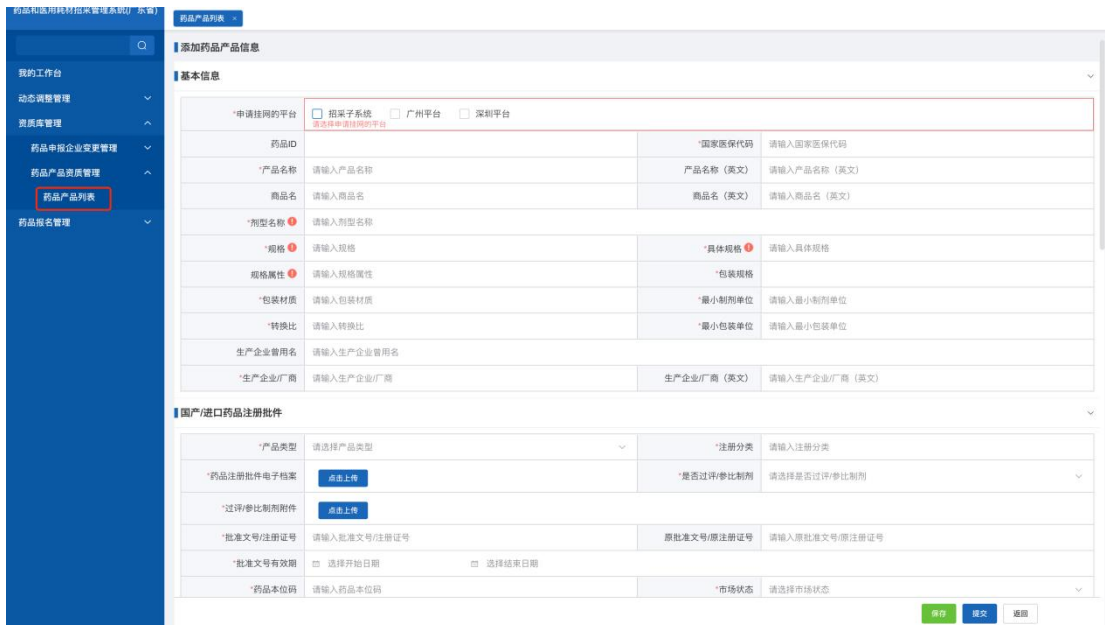 药品和医用耗材招采管理系统(广东省)
药品产品列表 ×
添加药品产品信息
我的工作台
基本信息
动态调整管理
*申请挂网的平台 招采子系统 广州平台 深圳平台
请选择申请挂网的平台
资质库管理
药品申报企业变更管理
药品ID *国家医保代码 请输入国家医保代码
药品产品资质管理
*产品名称 请输入产品名称 产品名称（英文） 请输入产品名称（英文）
药品产品列表
商品名 请输入商品名 商品名（英文） 请输入商品名（英文）
药品报名管理
*剂型名称 请输入剂型名称
*规格 请输入规格 *具体规格 请输入具体规格
规格属性 请输入规格属性 *包装规格
*包装材质 请输入包装材质 *最小制剂单位 请输入最小制剂单位
*转换比 请输入转换比 *最小包装单位 请输入最小包装单位
生产企业曾用名 请输入生产企业曾用名
*生产企业/厂商 请输入生产企业/厂商 生产企业/厂商（英文） 请输入生产企业/厂商（英文）
国产/进口药品注册批件
*产品类型 请选择产品类型 *注册分类 请输入注册分类
*药品注册批件电子档案 点击上传 *是否过评/参比制剂 请选择是否过评/参比制剂
*过评/参比制剂附件 点击上传
*批准文号/注册证号 请输入批准文号/注册证号 原批准文号/原注册证号 请输入原批准文号/原注册证号
*批准文号有效期 选择开始日期 选择结束日期
*药品本位码 请输入药品本位码 *市场状态 请选择市场状态
保存 提交 返回